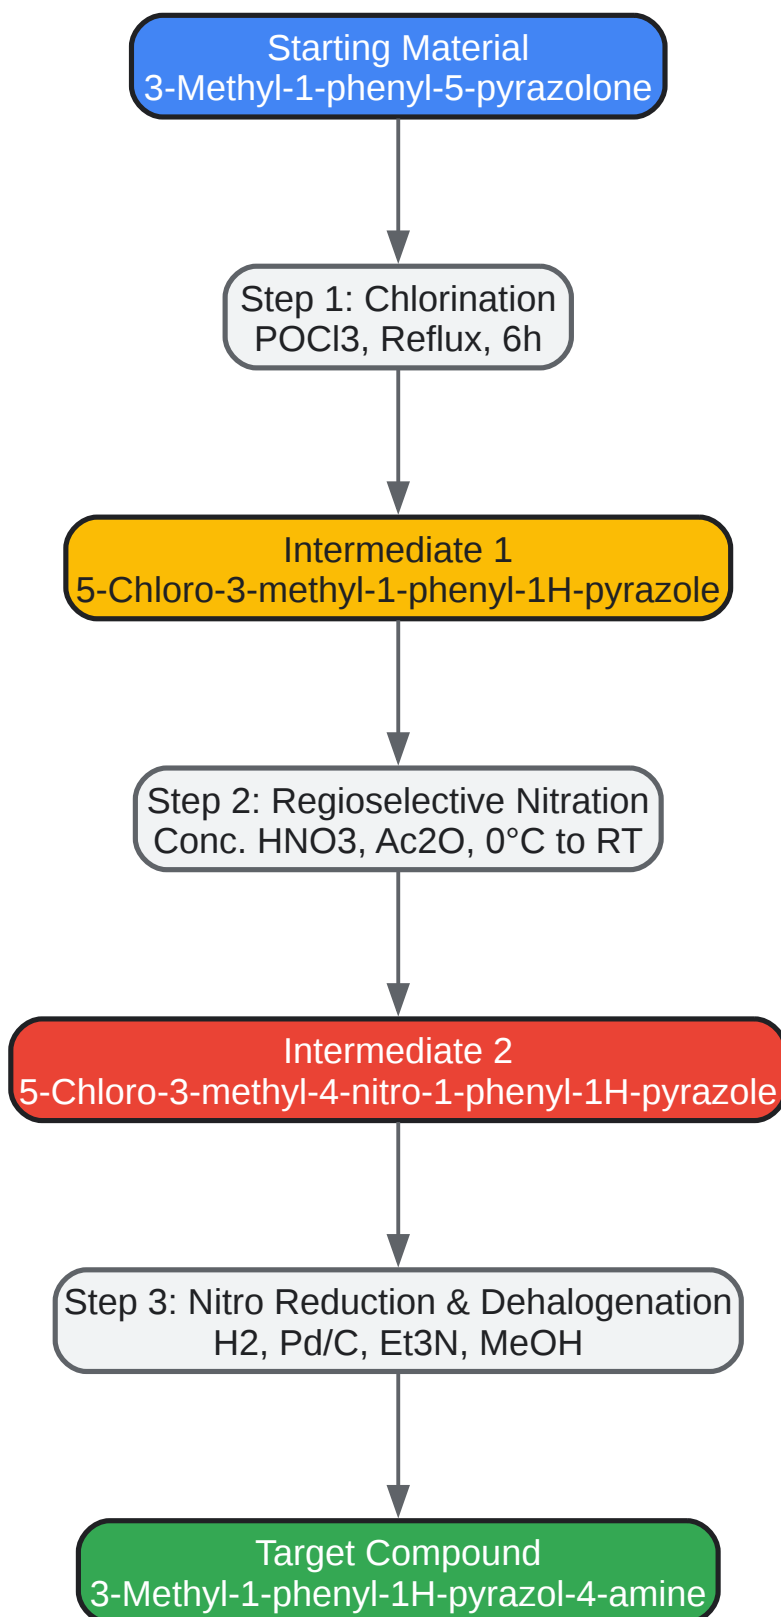 Starting Material
3-Methyl-1-phenyl-5-pyrazolone
Step 1: Chlorination
POCl3, Reflux, 6h
Intermediate 1
5-Chloro-3-methyl-1-phenyl-1H-pyrazole
Step 2: Regioselective Nitration
Conc. HNO3, Ac2O, 0°C to RT
Intermediate 2
5-Chloro-3-methyl-4-nitro-1-phenyl-1H-pyrazole
Step 3: Nitro Reduction & Dehalogenation
H2, Pd/C, Et3N, MeOH
Target Compound
3-Methyl-1-phenyl-1H-pyrazol-4-amine